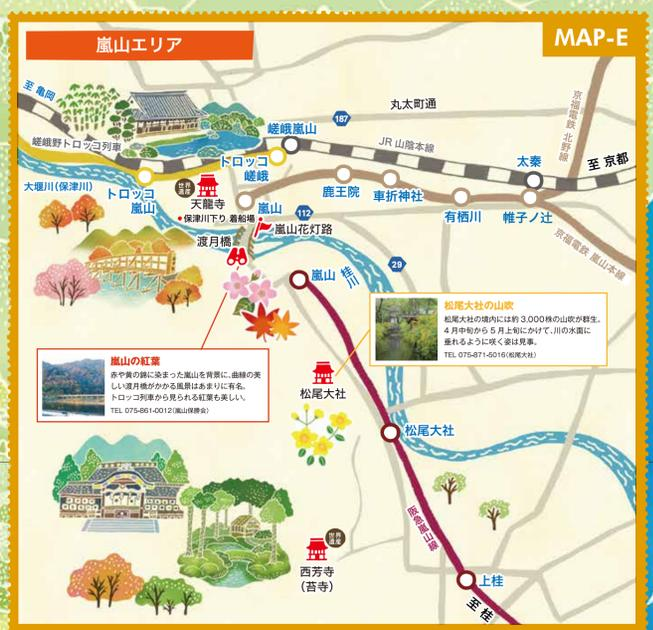 嵐山エリア
MAP-E
至 亀岡
嵯峨野トロッコ列車
大堰川(保津川)
トロッコ
嵐山
トロッコ
嵯峨
嵯峨嵐山
187
丸太町通
JR 山陰本線
京福電鉄 北野線
太秦
至 京都
世界
遺産
天龍寺
嵐山
鹿王院
車折神社
有栖川
帷子ノ辻
京福電鉄 嵐山本線
保津川下り 着船場
112
嵐山花灯路
渡月橋
29
嵐山
桂川
松尾大社の山吹
松尾大社の境内には約 3,000株の山吹が群生。
4 月中旬から 5 月上旬にかけて、川の水面に
垂れるように咲く姿は見事。
TEL 075-871-5016(松尾大社)
嵐山の紅葉
赤や黄の錦に染まった嵐山を背景に、曲線の美
しい渡月橋がかかる風景はあまりに有名。
トロッコ列車から見られる紅葉も美しい。
TEL 075-861-0012(嵐山保勝会)
松尾大社
松尾大社
阪急嵐山線
世界
遺産
西芳寺
(苔寺)
上桂
至 桂